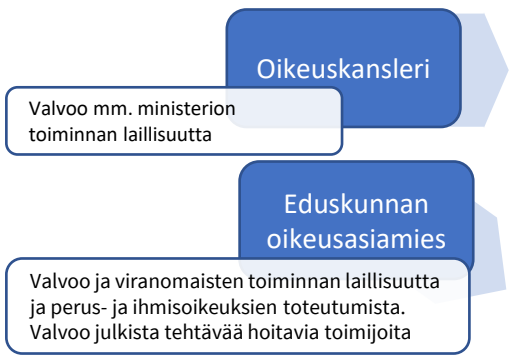 Oikeuskansleri
Valvoo mm. ministerion
toiminnan laillisuutta
Eduskunnan
oikeusasiamies
Valvoo ja viranomaisten toiminnan laillisuutta
ja perus- ja ihmisoikeuksien toteutumista.
Valvoo julkista tehtävää hoitavia toimijoita